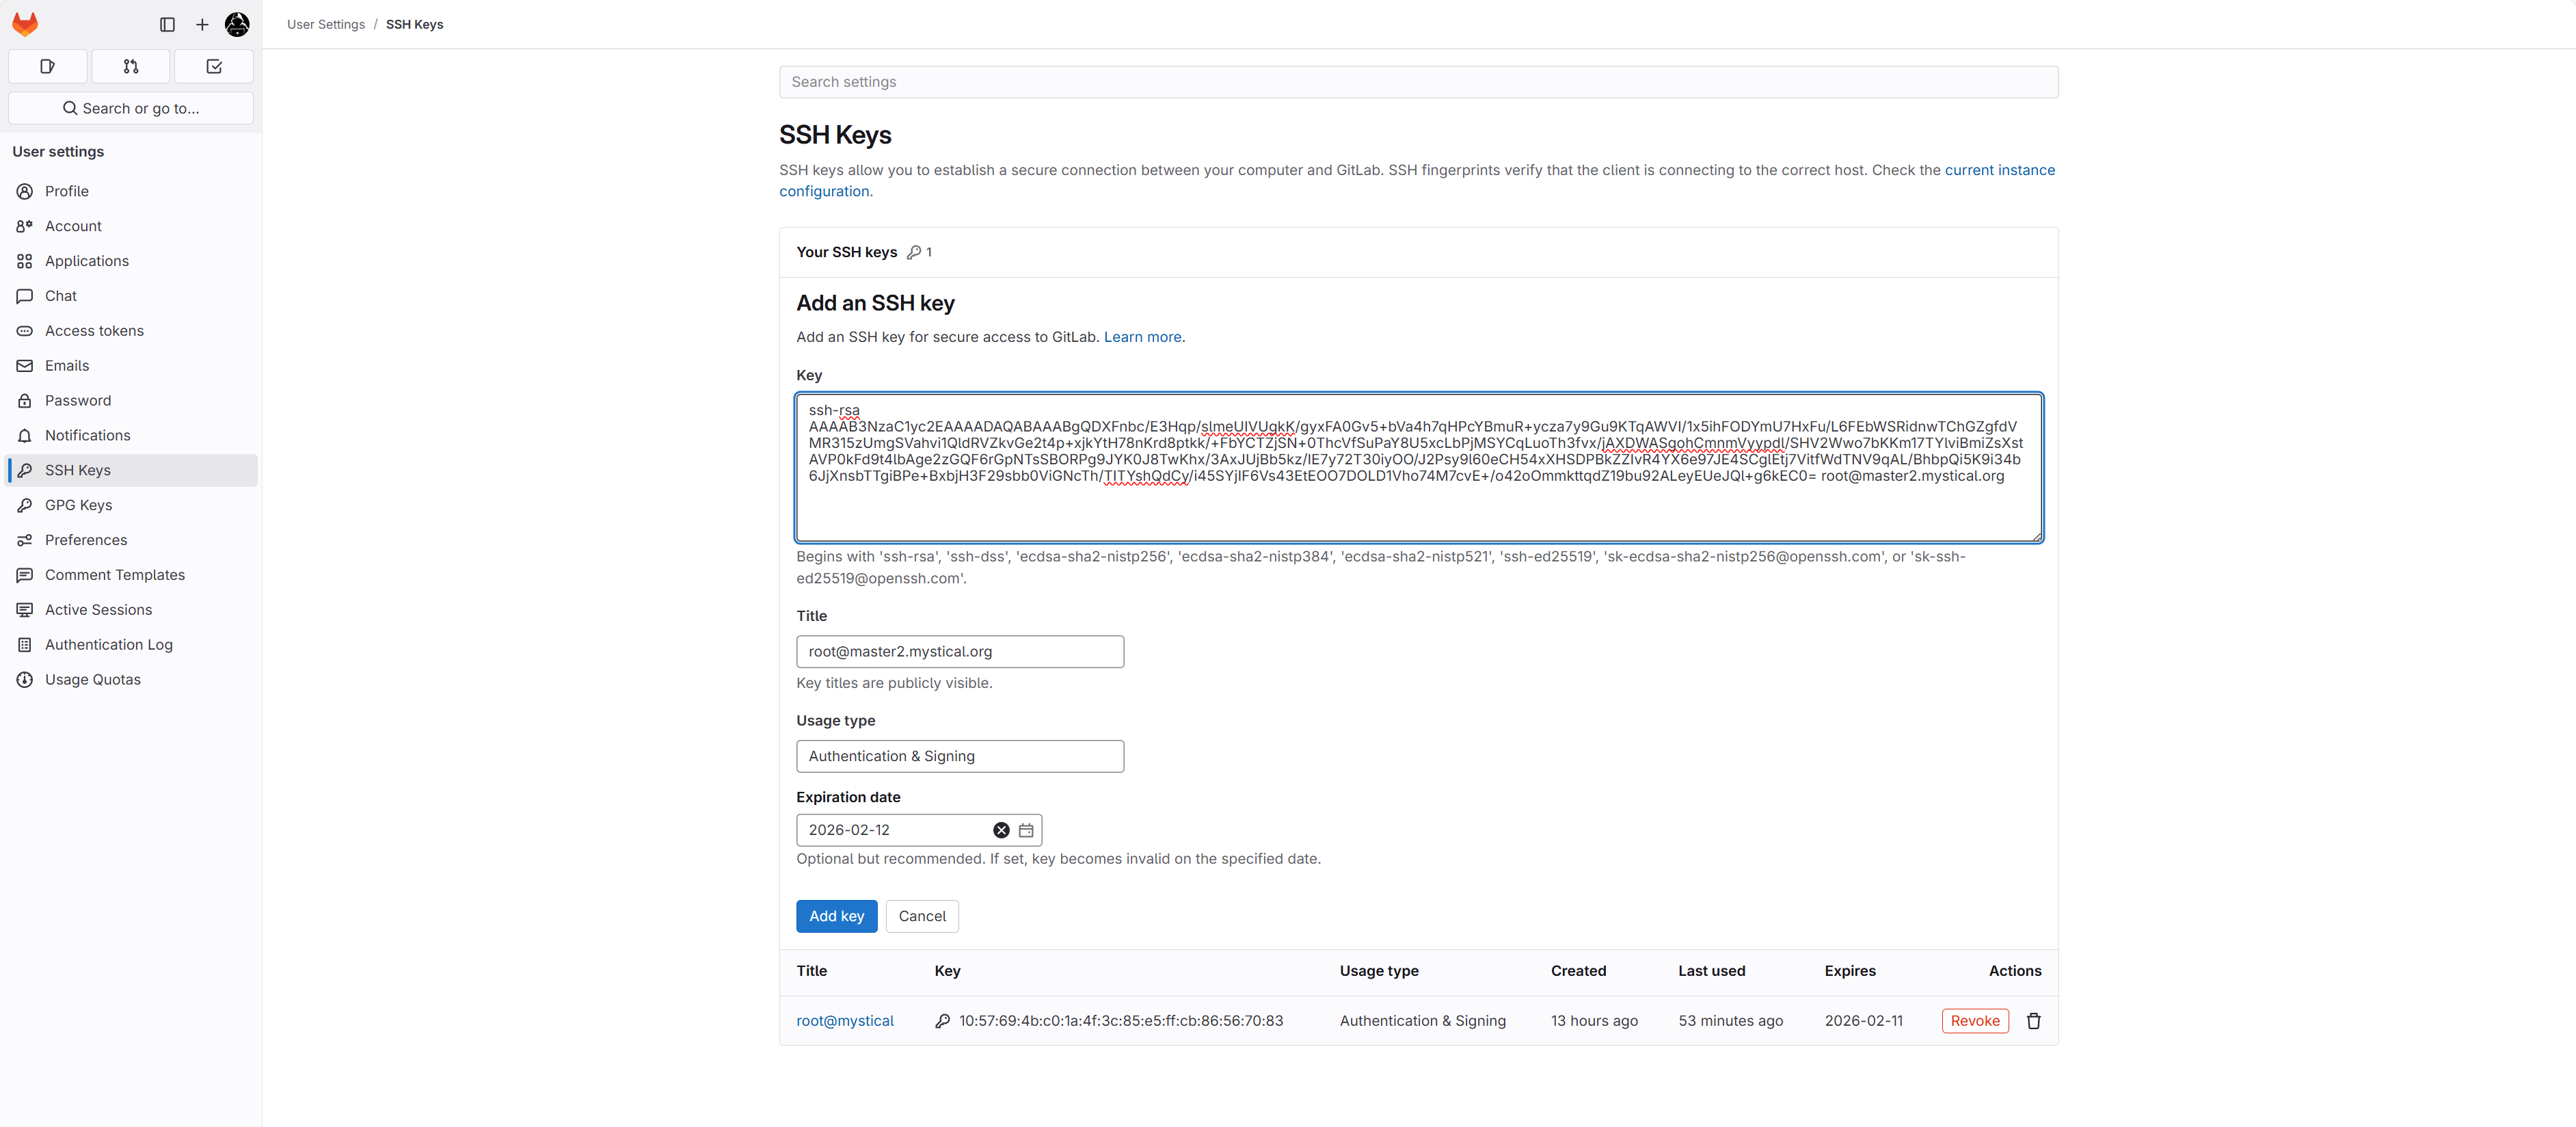 User Settings / SSH Keys
Search or go to...
User settings
Profile
Account
Applications
Chat
Access tokens
Emails
Password
Notifications
SSH Keys
GPG Keys
Preferences
Comment Templates
Active Sessions
Authentication Log
Usage Quotas
Search settings
SSH Keys
SSH keys allow you to establish a secure connection between your computer and GitLab. SSH fingerprints verify that the client is connecting to the correct host. Check the current instance
configuration.
Your SSH keys 1
Add an SSH key
Add an SSH key for secure access to GitLab. Learn more.
Key
ssh-rsa
AAAAB3NzaC1yc2EAAAADAQABAAABgQDXFnbc/E3Hqp/slmeUIVUgkK/gyxFA0Gv5+bVa4h7qHPcYBmuR+ycza7y9Gu9KTqAWVI/1x5ihFODYmU7HxFu/L6FEbWSRidnwTChGZgfdV
MR315zUmgSVahvi1QldRVZkvGe2t4p+xjkYtH78nKrd8ptkk/+FbYCTZjSN+0ThcVfSuPaY8U5xcLbPjMSYCqLuoTh3fvx/jAXDWASgohCmnmVyypdl/SHV2Wwo7bKKm17TYlviBmiZsXst
AVP0kFd9t4lbAge2zGQF6rGpNTsSBORPg9JYK0J8TwKhx/3AxJUjBb5kz/IE7y72T30iyOO/J2Psy9l60eCH54xXHSDPBkZZIvR4YX6e97JE4SCglEtj7VitfWdTNV9qAL/BhbpQi5K9i34b
6JjXnsbTTgiBPe+BxbjH3F29sbb0ViGNcTh/TITYshQdCy/i45SYjlF6Vs43EtEOO7DOLD1Vho74M7cvE+/o42oOmmkttqdZ19bu92ALeyEUeJQl+g6kEC0= root@master2.mystical.org
Begins with 'ssh-rsa', 'ssh-dss', 'ecdsa-sha2-nistp256', 'ecdsa-sha2-nistp384', 'ecdsa-sha2-nistp521', 'ssh-ed25519', 'sk-ecdsa-sha2-nistp256@openssh.com', or 'sk-ssh-
ed25519@openssh.com'.
Title
root@master2.mystical.org
Key titles are publicly visible.
Usage type
Authentication & Signing
Expiration date
2026-02-12
Optional but recommended. If set, key becomes invalid on the specified date.
Add key Cancel
Title Key Usage type Created Last used Expires Actions
root@mystical 10:57:69:4b:c0:1a:4f:3c:85:e5:ff:cb:86:56:70:83 Authentication & Signing 13 hours ago 53 minutes ago 2026-02-11 Revoke